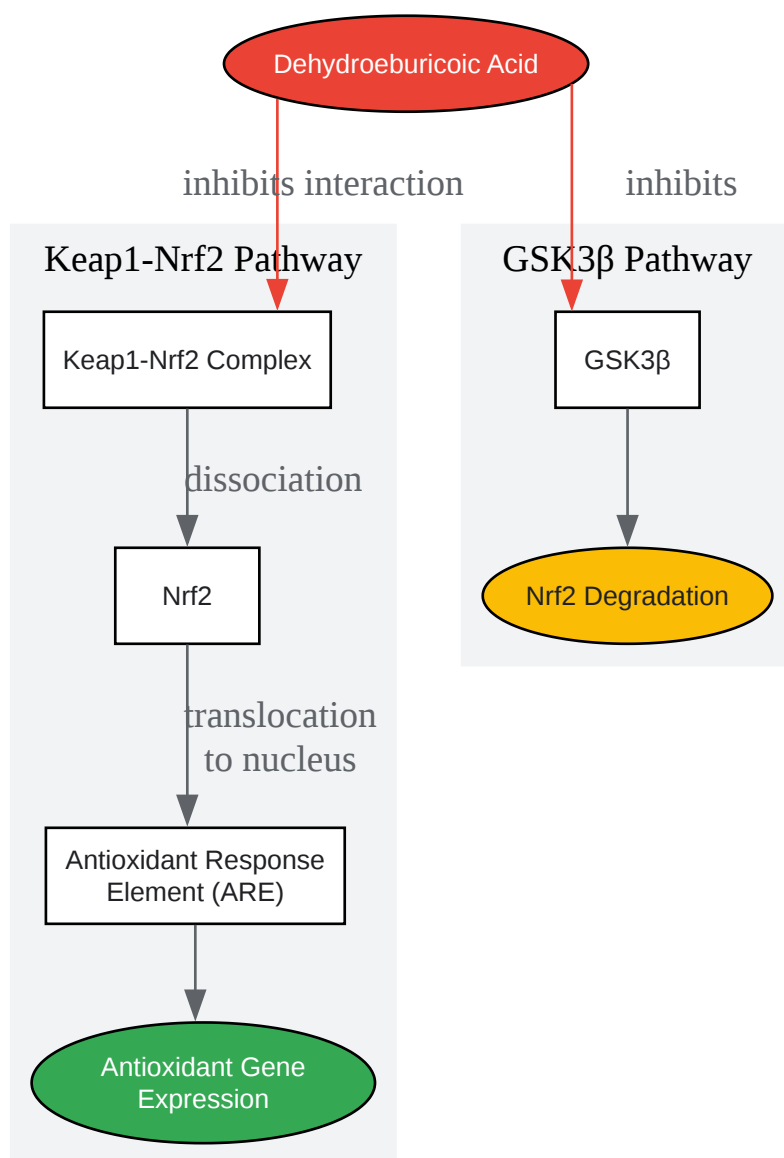 Dehydroeburicoic Acid
inhibits interaction
inhibits
Keap1-Nrf2 Pathway
GSK3β Pathway
Keap1-Nrf2 Complex
GSK3β
dissociation
Nrf2
Nrf2 Degradation
translocation
to nucleus
Antioxidant Response
Element (ARE)
Antioxidant Gene
Expression